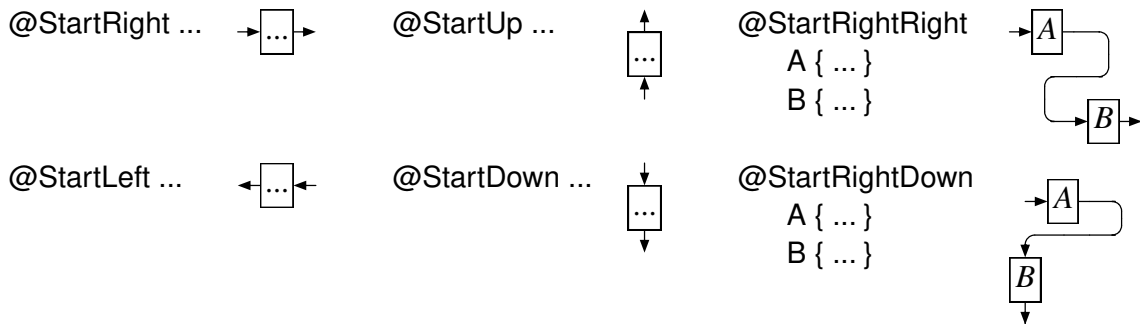 @StartRight ... ... @StartUp ... ... @StartRightRight A
A { ... }
B { ... } B
@StartLeft ... ... @StartDown ... ... @StartRightDown A
A { ... }
B { ... } B